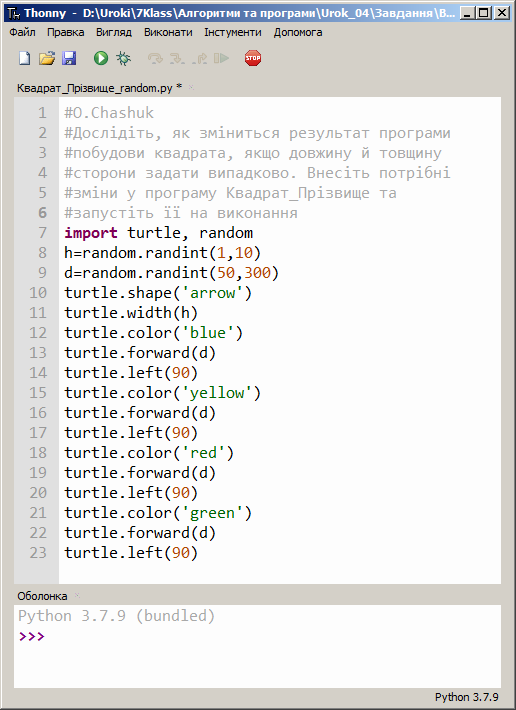 Thonny - D:\Uroki\7Klass\Алгоритми та програми\Urok_04\Завдання\В...
Файл Правка Вигляд Виконати Інстументи Допомога
STOP
Квадрат_Прізвище_random.py * ×
1 #O.Chashuk
2 #Дослідіть, як зміниться результат програми
3 #побудови квадрата, якщо довжину й товщину
4 #сторони задати випадково. Внесіть потрібні
5 #зміни у програму Квадрат_Прізвище та
6 #запустіть її на виконання
7 import turtle, random
8 h=random.randint(1,10)
9 d=random.randint(50,300)
10 turtle.shape('arrow')
11 turtle.width(h)
12 turtle.color('blue')
13 turtle.forward(d)
14 turtle.left(90)
15 turtle.color('yellow')
16 turtle.forward(d)
17 turtle.left(90)
18 turtle.color('red')
19 turtle.forward(d)
20 turtle.left(90)
21 turtle.color('green')
22 turtle.forward(d)
23 turtle.left(90)
Оболонка ×
Python 3.7.9 (bundled)
>>>
Python 3.7.9